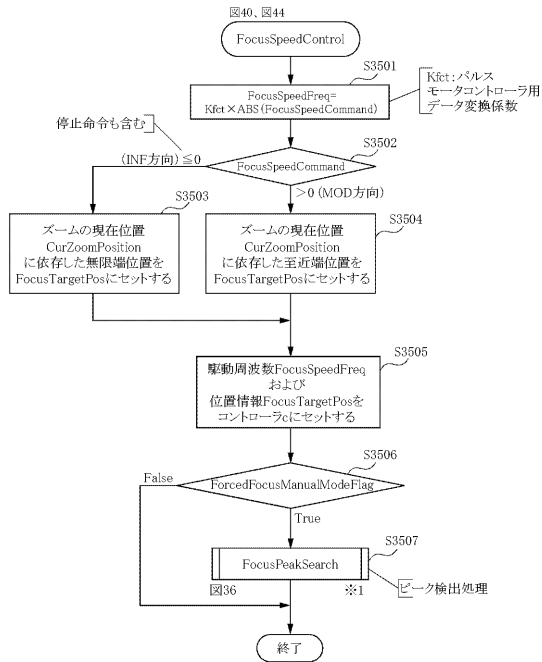 図40、図44
FocusSpeedControl
S3501
FocusSpeedFreq=
Kfct×ABS(FocusSpeedCommand)
Kfct:パルス
モータコントローラ用
データ変換係数
停止命令も含む
S3502
(INF方向)≦0
FocusSpeedCommand
>0(MOD方向)
S3503
ズームの現在位置
CurZoomPosition
に依存した無限端位置を
FocusTargetPosにセットする
S3504
ズームの現在位置
CurZoomPosition
に依存した至近端位置を
FocusTargetPosにセットする
S3505
駆動周波数FocusSpeedFreq
および
位置情報FocusTargetPosを
コントローラcにセットする
S3506
False
ForcedFocusManualModeFlag
True
S3507
FocusPeakSearch
ピーク検出処理
図36
※1
終了